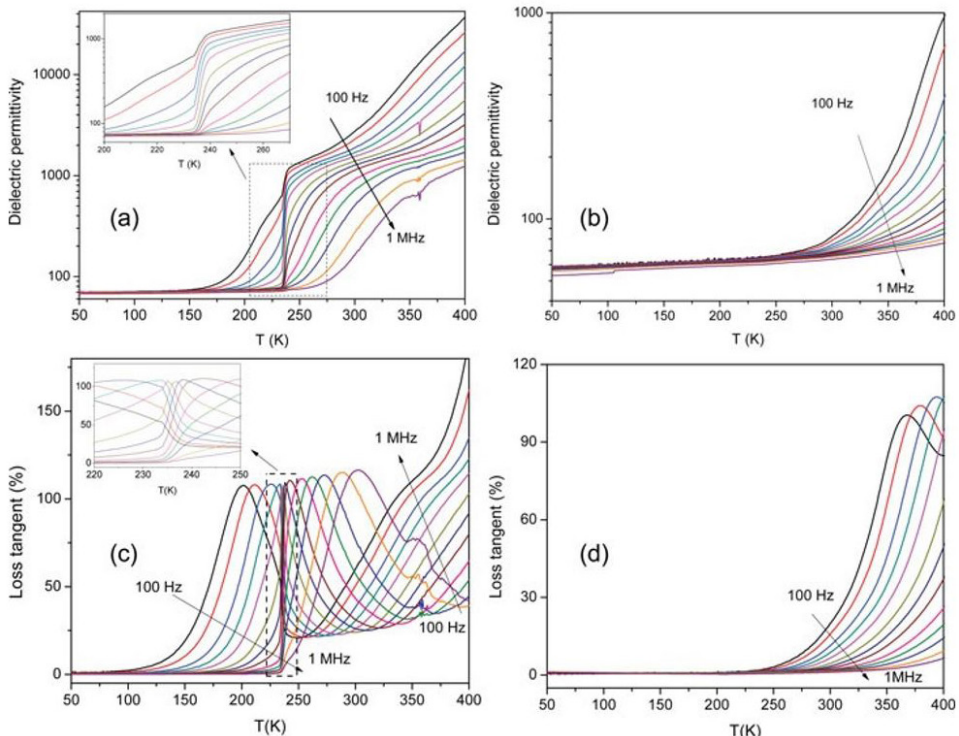 1000
100
200 220 240 260
T (K)
10000
1000
100
Dielectric permittivity
100 Hz
(a)
1 MHz
50 100 150 200 250 300 350 400
T (K)
1000
100
Dielectric permittivity
100 Hz
(b)
1 MHz
50 100 150 200 250 300 350 400
T (K)
150
100
50
0
Loss tangent (%)
100
50
0
220 230 240 250
T(K)
1 MHz
(c)
100 Hz
100 Hz
1 MHz
50 100 150 200 250 300 350 400
T(K)
120
90
60
30
0
Loss tangent (%)
(d)
100 Hz
1MHz
50 100 150 200 250 300 350 400
T(K)